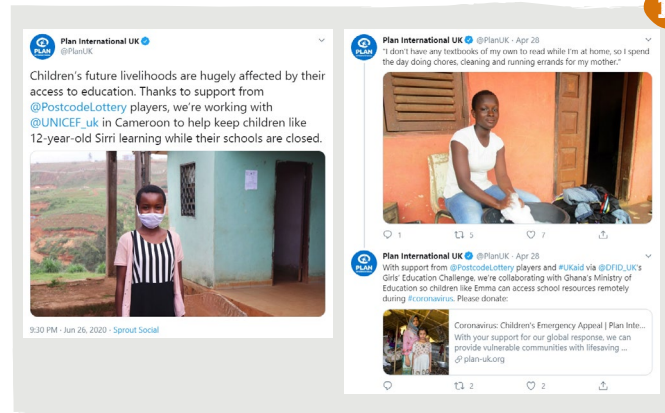 Plan International UK
@PlanUK
Children's future livelihoods are hugely affected by their
access to education. Thanks to support from
@PostcodeLottery players, we're working with
@UNICEF_uk in Cameroon to help keep children like
12-year-old Sirri learning while their schools are closed.
9:30 PM · Jun 26, 2020 · Sprout Social
Plan International UK @PlanUK · Apr 28
"I don't have any textbooks of my own to read while I'm at home, so I spend
the day doing chores, cleaning and running errands for my mother."
1 5 7
Plan International UK @PlanUK · Apr 28
With support from @PostcodeLottery players and #UKaid via @DFID_UK's
Girls' Education Challenge, we're collaborating with Ghana's Ministry of
Education so children like Emma can access school resources remotely
during #coronavirus. Please donate:
Coronavirus: Children's Emergency Appeal | Plan Inte...
With your support for our global response, we can
provide vulnerable communities with lifesaving ...
plan-uk.org
2 2
PLAN
PLAN
PLAN
1